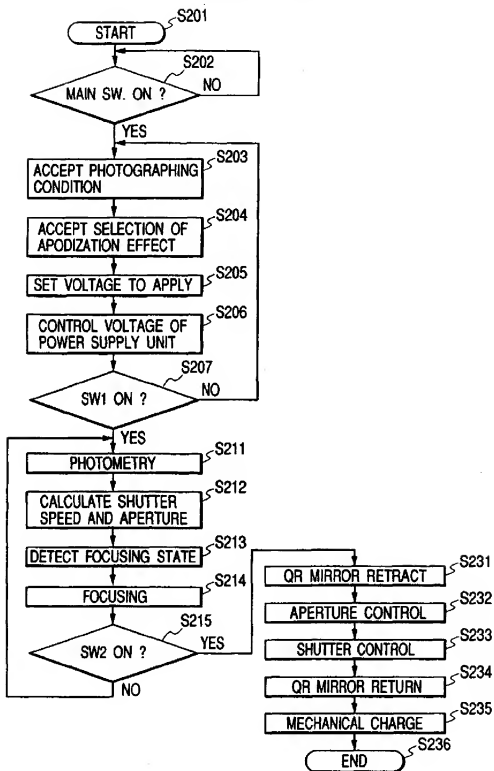 S201
START
S202
MAIN SW. ON ?
NO
YES
S203
ACCEPT PHOTOGRAPHING
CONDITION
S204
ACCEPT SELECTION OF
APODIZATION EFFECT
S205
SET VOLTAGE TO APPLY
S206
CONTROL VOLTAGE OF
POWER SUPPLY UNIT
S207
SW1 ON ?
NO
YES
S211
PHOTOMETRY
S212
CALCULATE SHUTTER
SPEED AND APERTURE
S213
DETECT FOCUSING STATE
S214
FOCUSING
S215
SW2 ON ?
YES
NO
S231
QR MIRROR RETRACT
S232
APERTURE CONTROL
S233
SHUTTER CONTROL
S234
QR MIRROR RETURN
S235
MECHANICAL CHARGE
S236
END